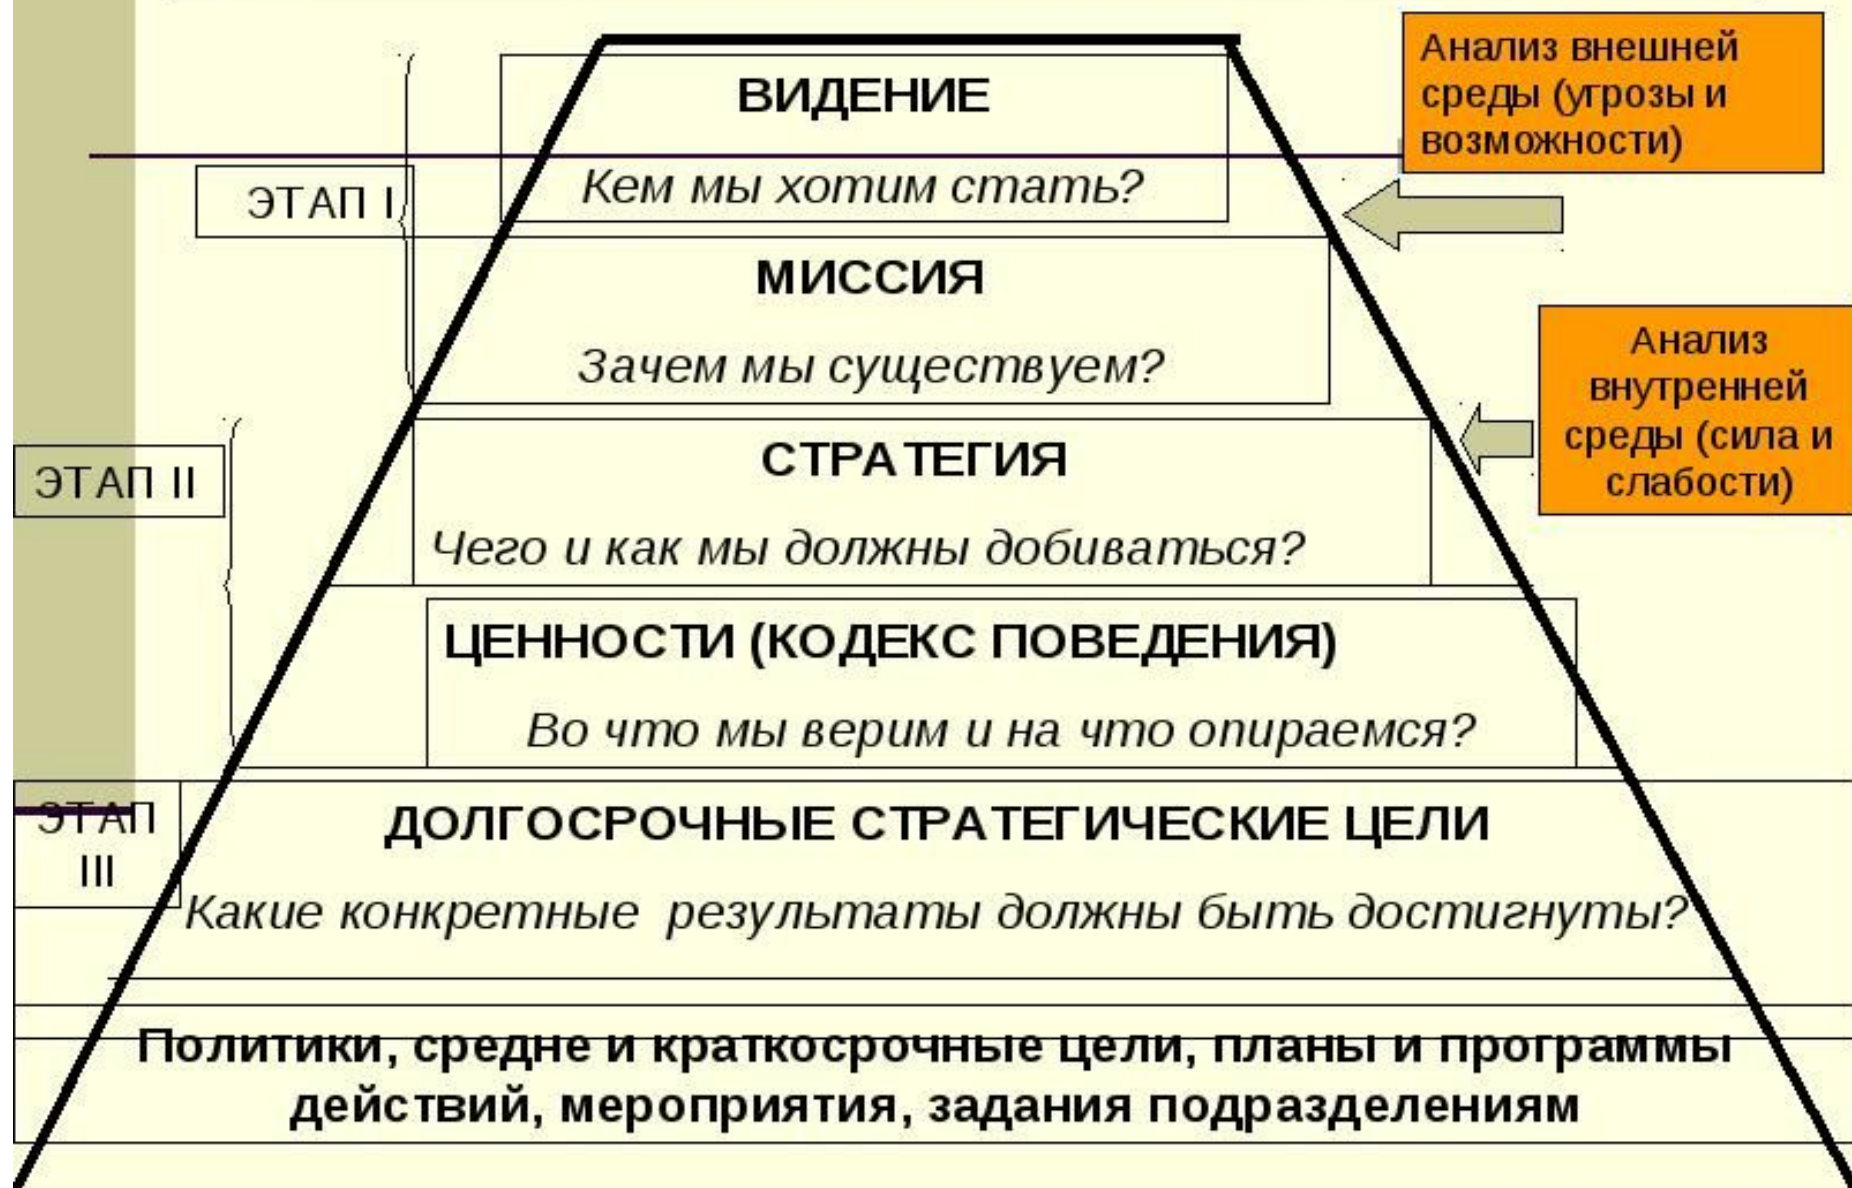 ВИДЕНИЕ
Кем мы хотим стать?
Анализ внешней
среды (угрозы и
возможности)
ЭТАП I
МИССИЯ
Зачем мы существуем?
Анализ
внутренней
среды (сила и
слабости)
ЭТАП II
СТРАТЕГИЯ
Чего и как мы должны добиваться?
ЦЕННОСТИ (КОДЕКС ПОВЕДЕНИЯ)
Во что мы верим и на что опираемся?
ЭТАП
III
ДОЛГОСРОЧНЫЕ СТРАТЕГИЧЕСКИЕ ЦЕЛИ
Какие конкретные результаты должны быть достигнуты?
Политики, средне и краткосрочные цели, планы и программы
действий, мероприятия, задания подразделениям